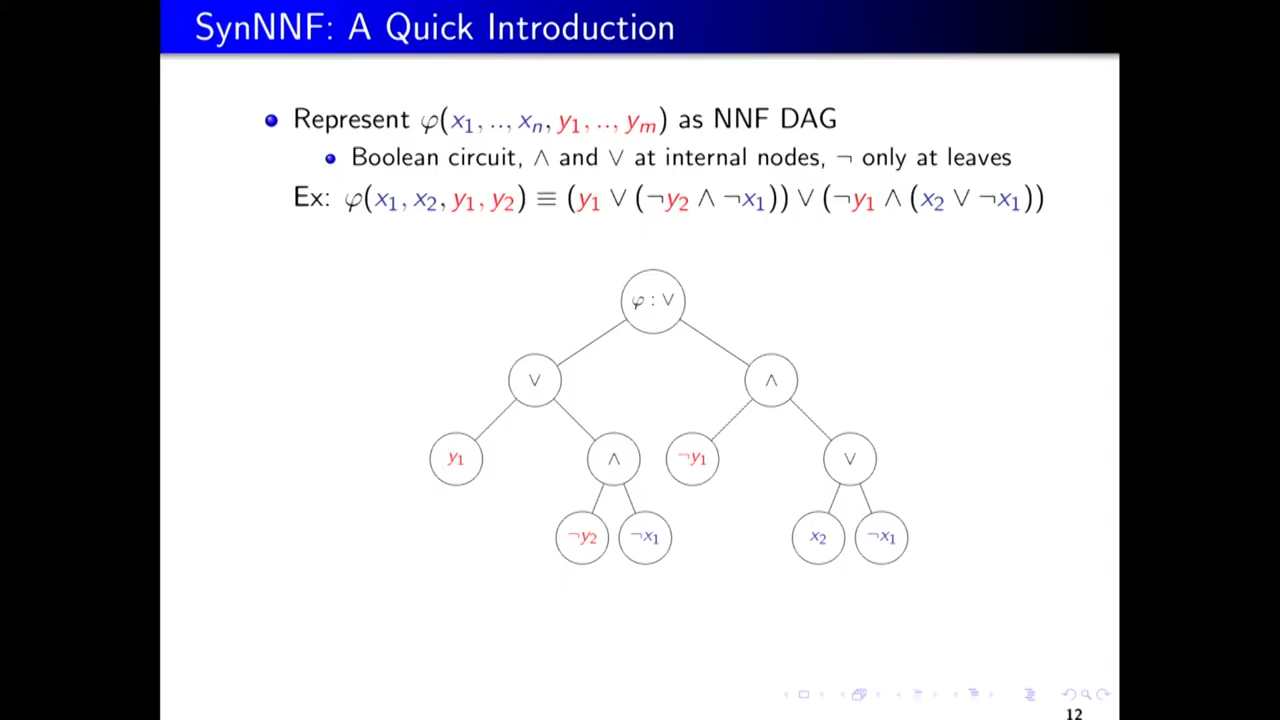 SynNNF: A Quick Introduction
Represent φ(x₁, .., xₙ, y₁, .., yₘ) as NNF DAG
Boolean circuit, ∧ and ∨ at internal nodes, ¬ only at leaves
Ex: φ(x₁, x₂, y₁, y₂) ≡ (y₁ ∨ (¬y₂ ∧ ¬x₁)) ∨ (¬y₁ ∧ (x₂ ∨ ¬x₁))
φ : ∨
∨ ∧
y₁ ∧ ¬y₁ ∨
¬y₂ ¬x₁ x₂ ¬x₁
12